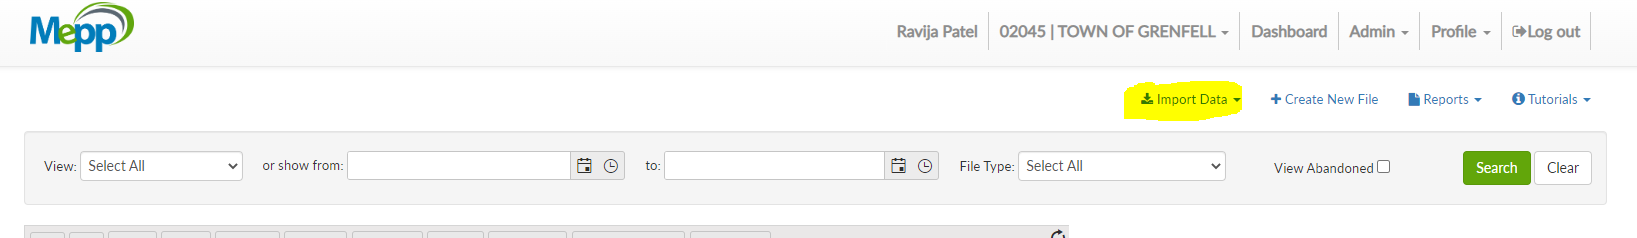 Mepp
Ravija Patel 02045 | TOWN OF GRENFELL Dashboard Admin Profile Log out
Import Data Create New File Reports Tutorials
View: Select All or show from: to: File Type: Select All View Abandoned Search Clear